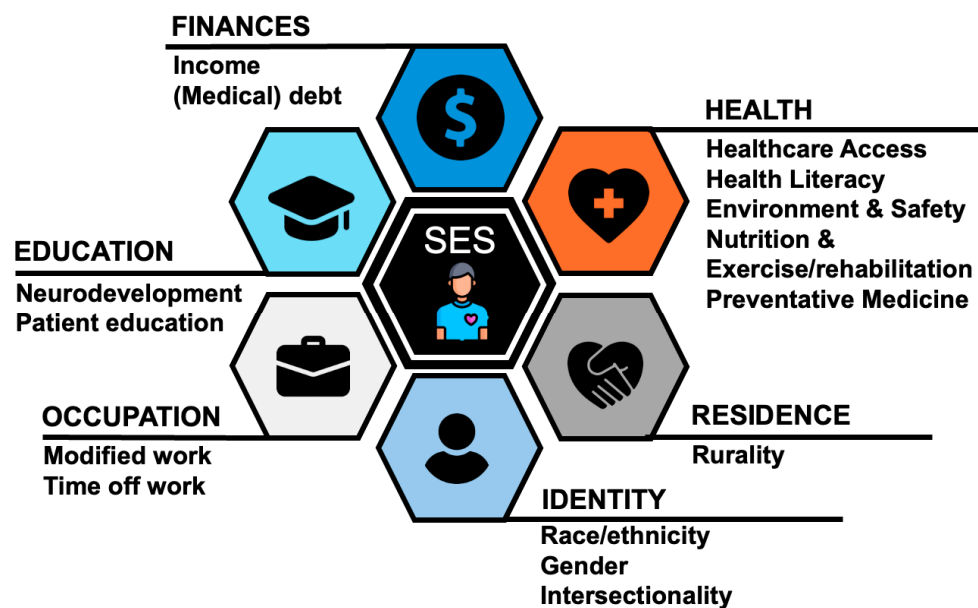 FINANCES
Income
(Medical) debt
HEALTH
Healthcare Access
Health Literacy
Environment & Safety
Nutrition &
Exercise/rehabilitation
Preventative Medicine
$
SES
EDUCATION
Neurodevelopment
Patient education
OCCUPATION
Modified work
Time off work
RESIDENCE
Rurality
IDENTITY
Race/ethnicity
Gender
Intersectionality